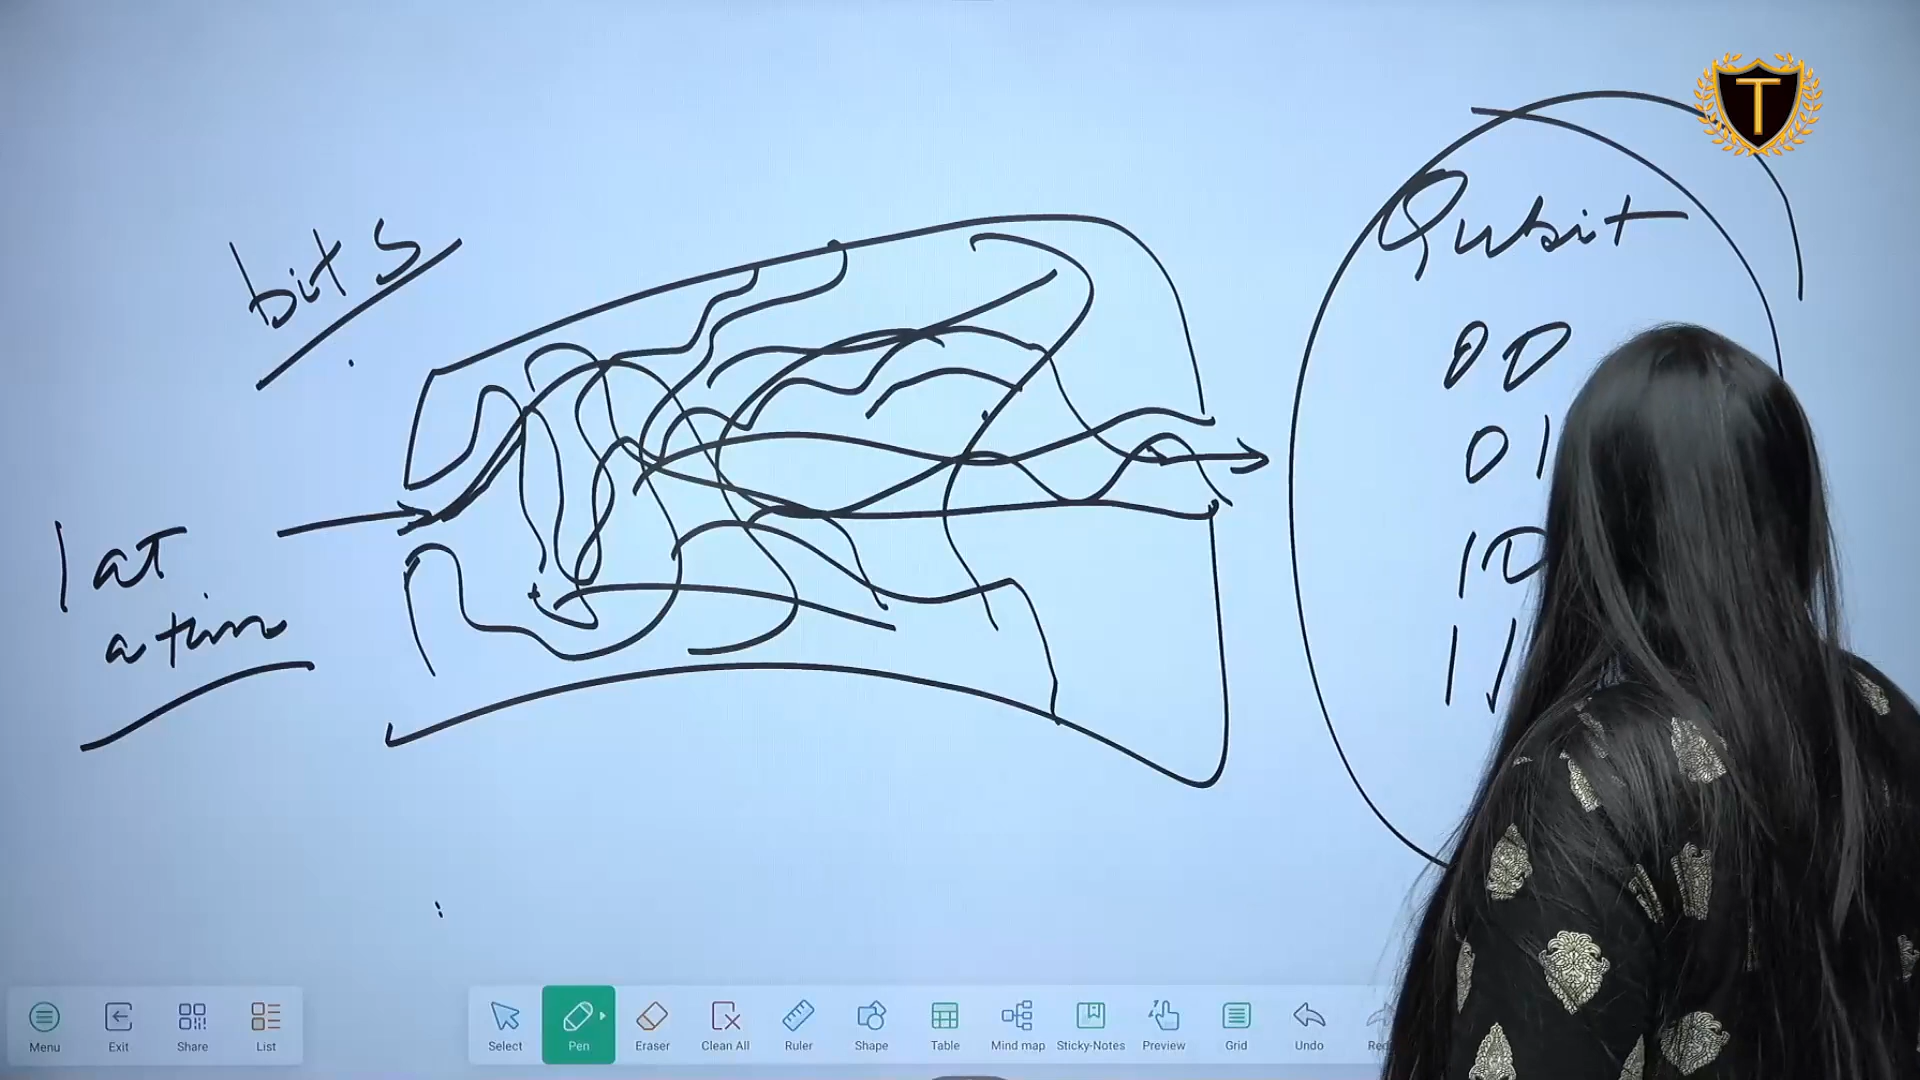 T
bits
Qubit
00
01
10
11
1 at
a tim
Menu
Exit
Share
List
Select
Pen
Eraser
Clean All
Ruler
Shape
Table
Mind map
Sticky-Notes
Preview
Grid
Undo